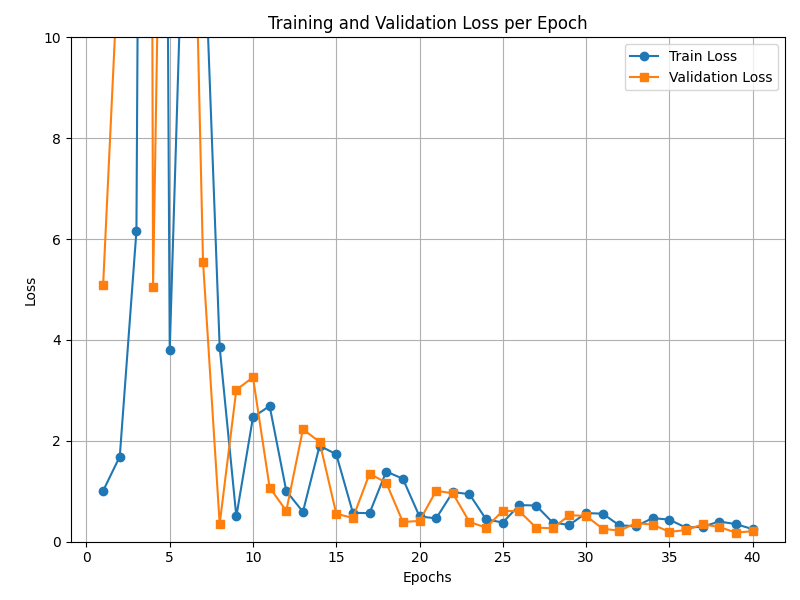 Training and Validation Loss per Epoch
Train Loss
Validation Loss
Loss
10
8
6
4
2
0
0 5 10 15 20 25 30 35 40
Epochs